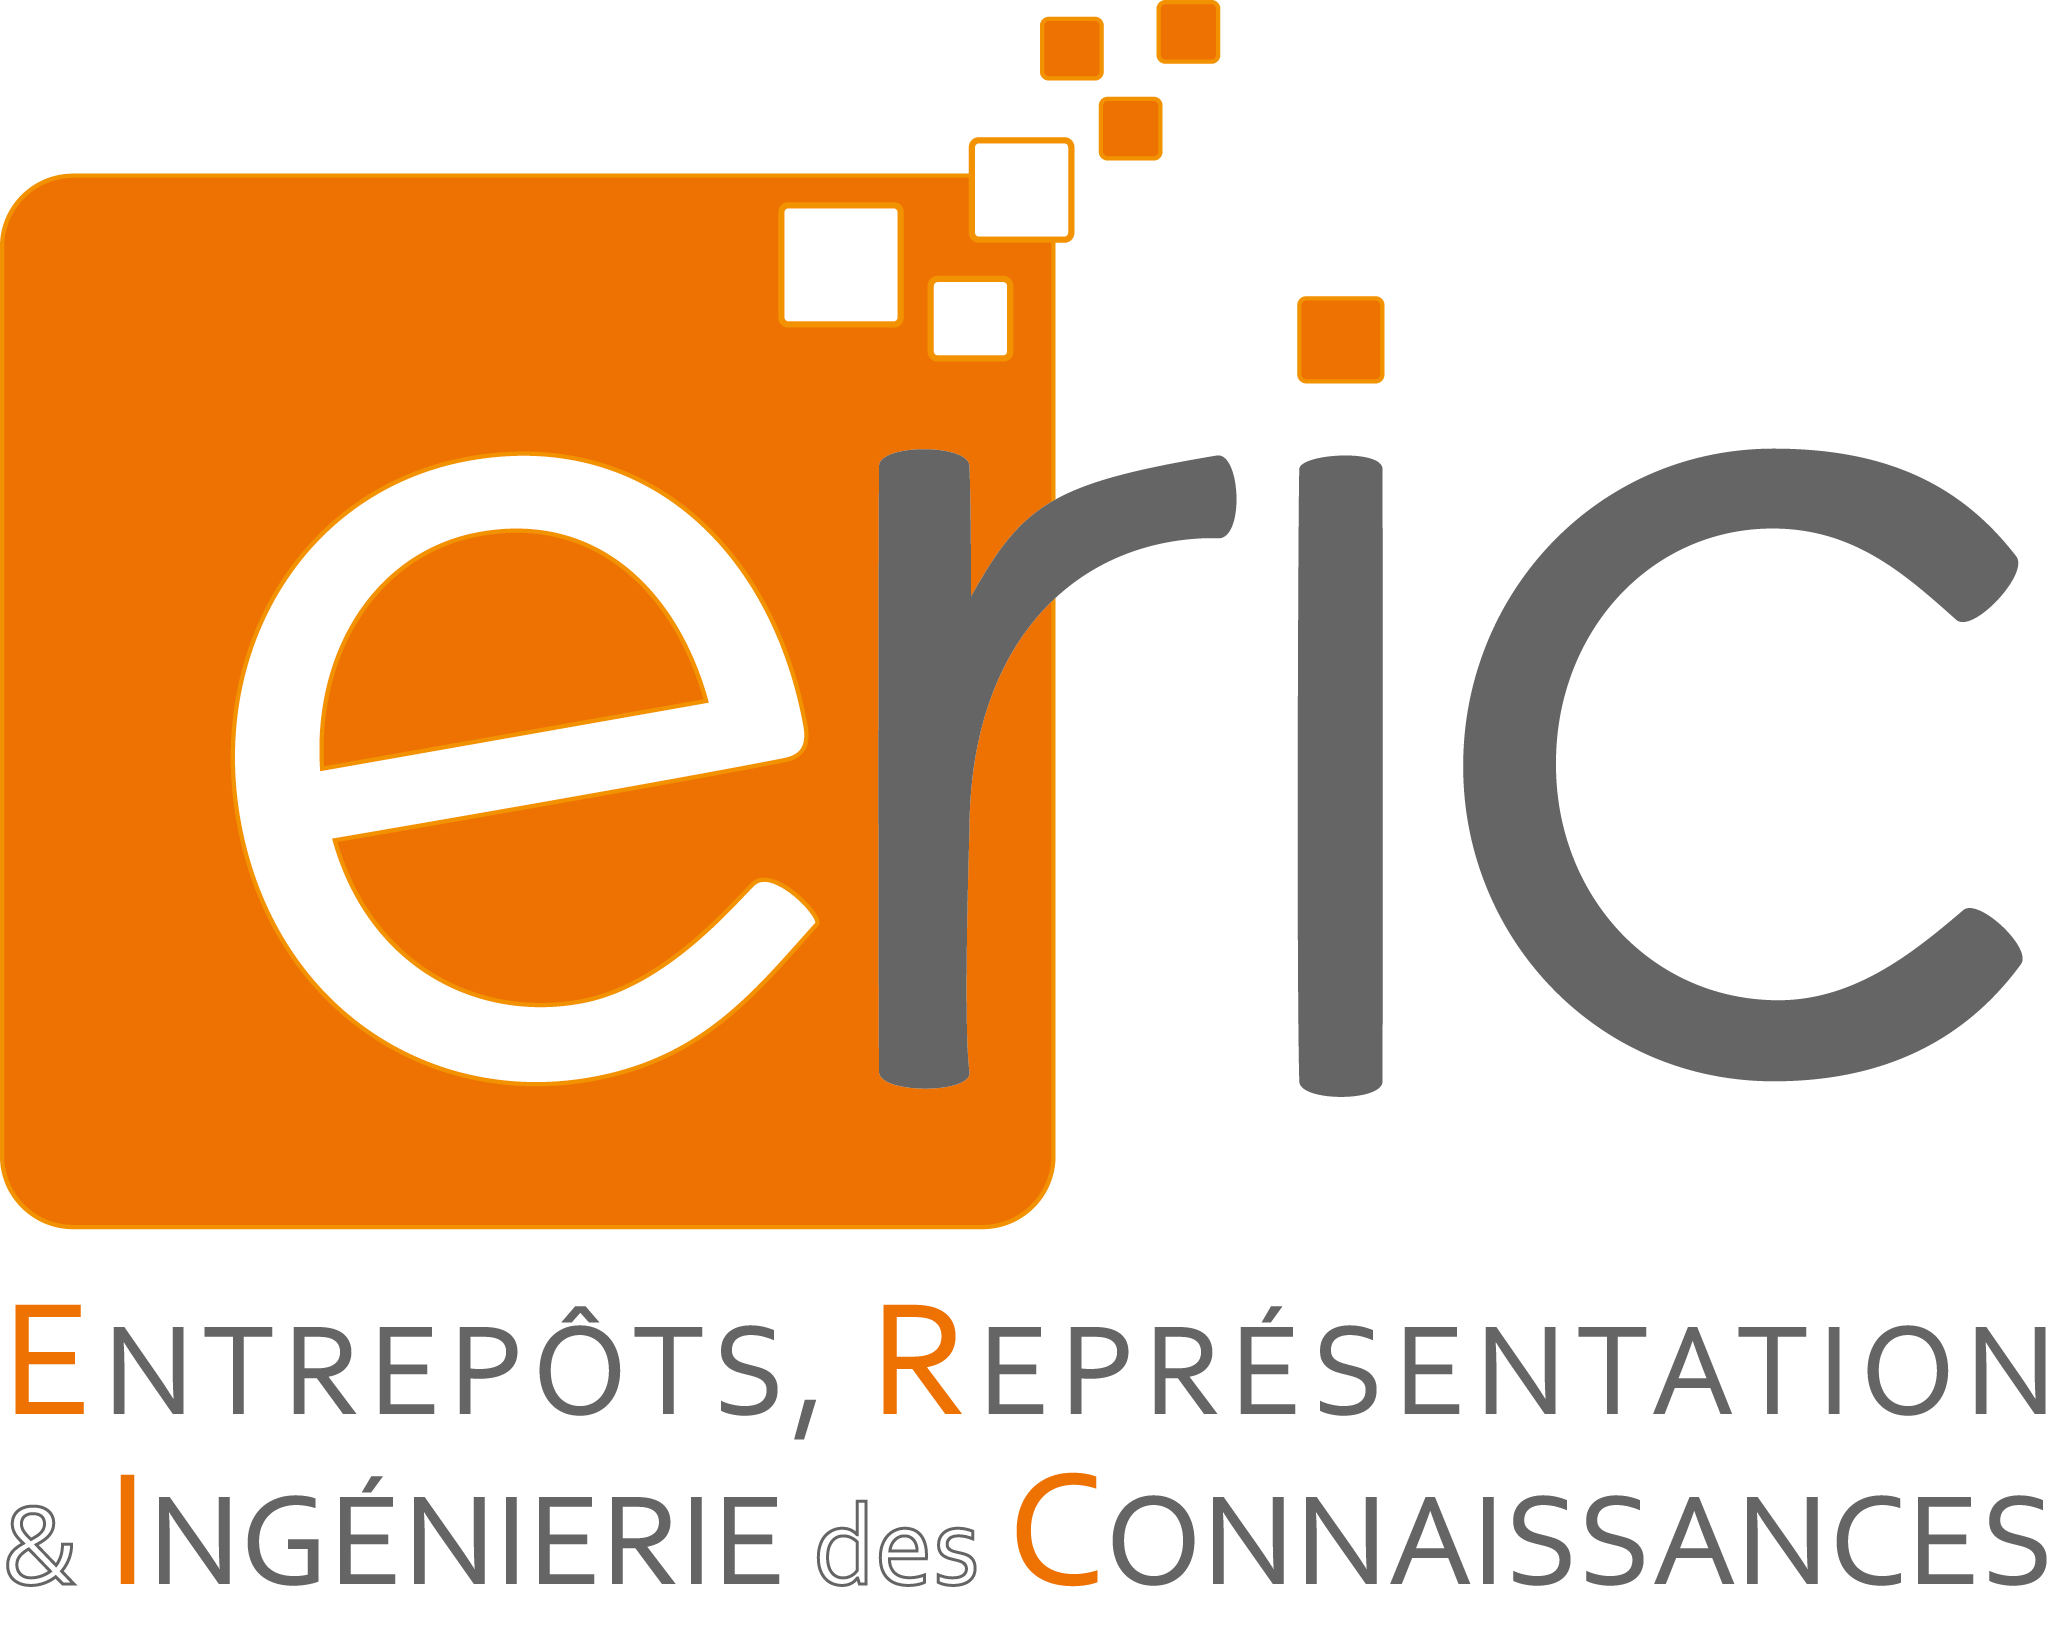 eric
ENTREPÔTS, REPRÉSENTATION
& INGÉNIERIE des CONNAISSANCES